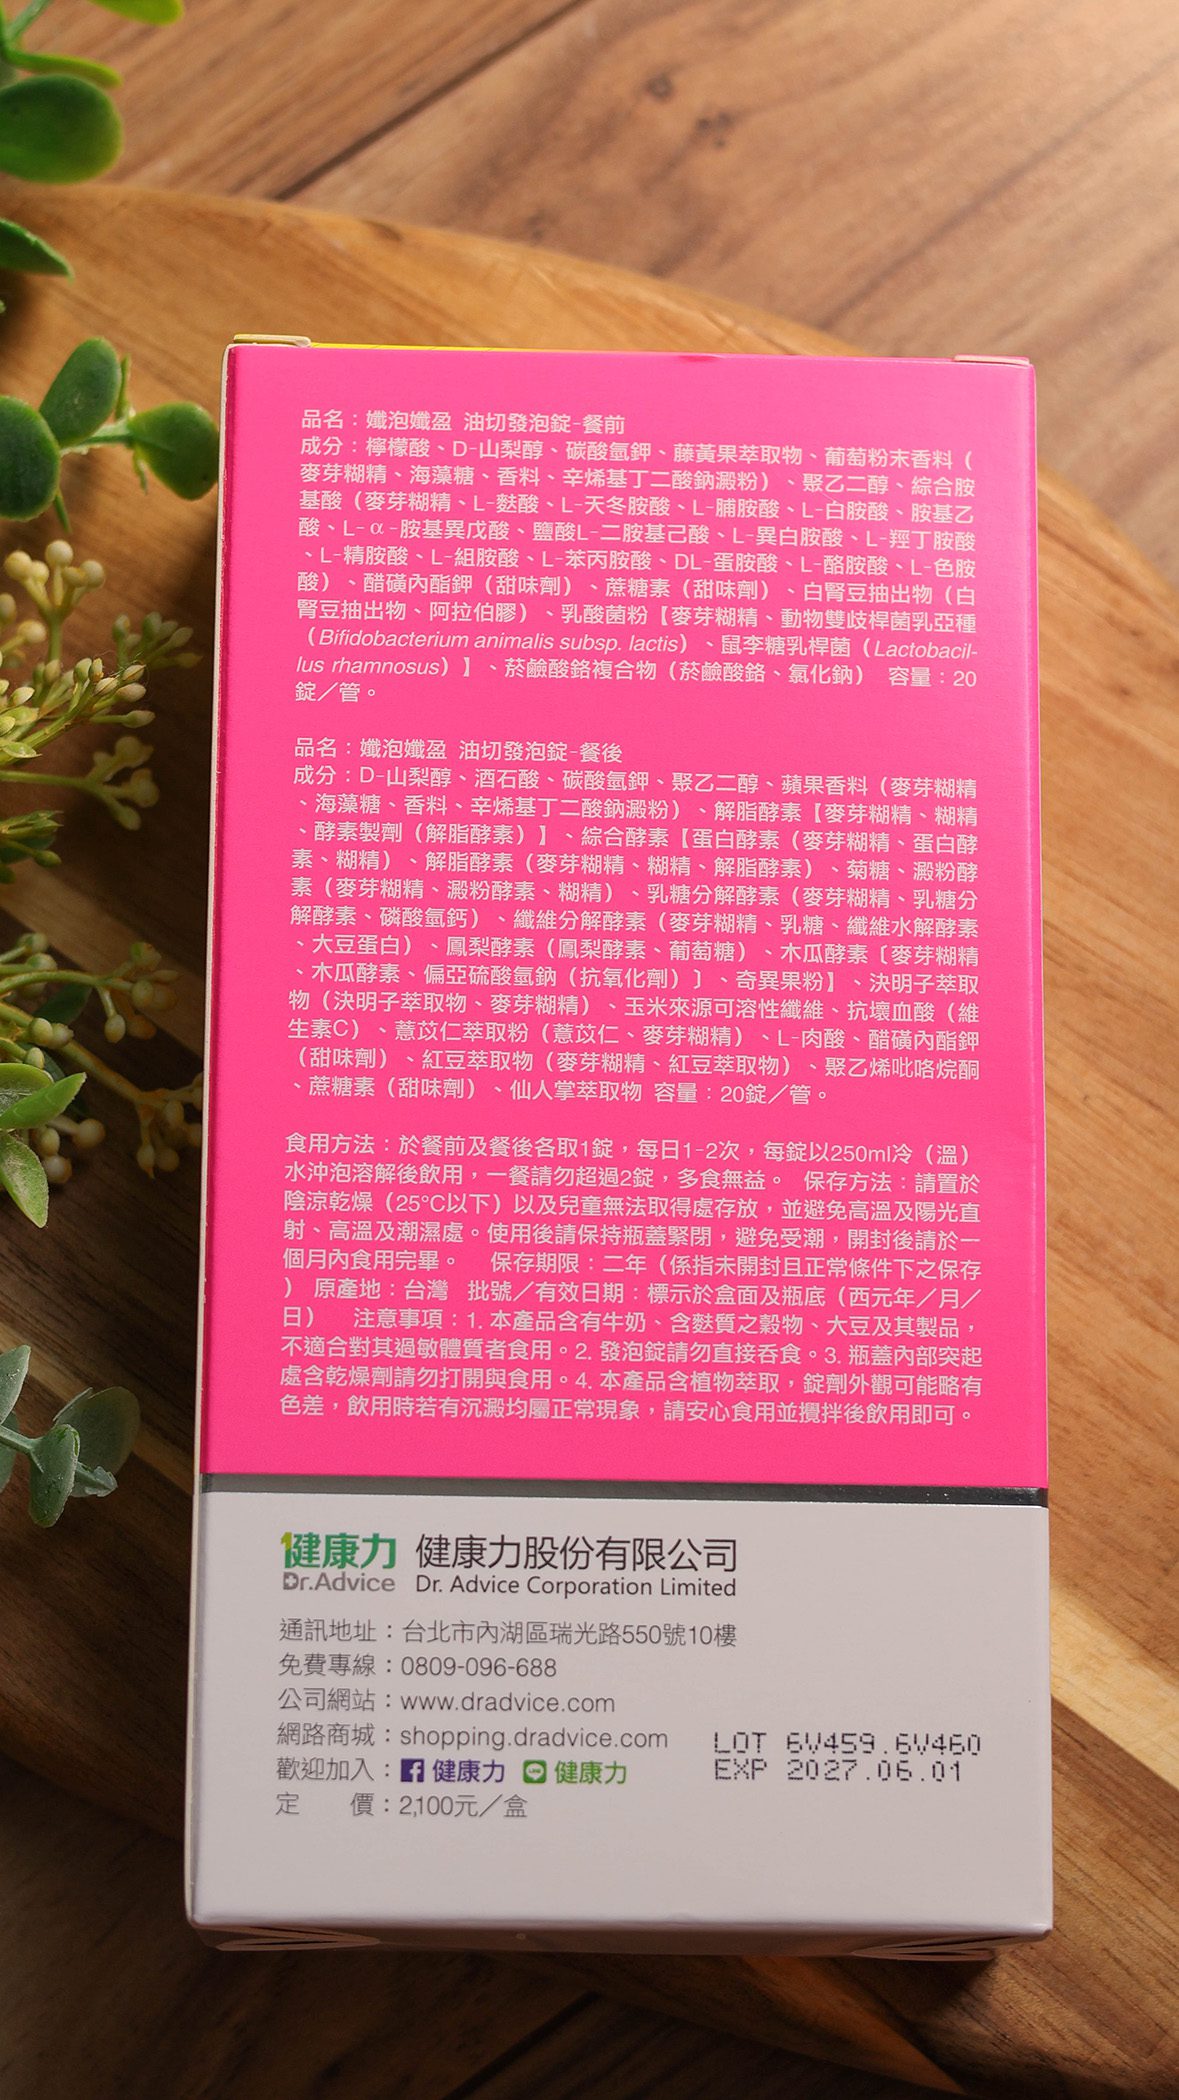 品名：孅泡孅盈 油切發泡錠-餐前
成分：檸檬酸、D-山梨醇、碳酸氫鉀、藤黃果萃取物、葡萄粉末香料（
麥芽糊精、海藻糖、香料、辛烯基丁二酸鈉澱粉）、聚乙二醇、綜合胺
基酸（麥芽糊精、L-麩酸、L-天冬胺酸、L-脯胺酸、L-白胺酸、胺基乙
酸、L-α-胺基異戊酸、鹽酸L-二胺基己酸、L-異白胺酸、L-羥丁胺酸
、L-精胺酸、L-組胺酸、L-苯丙胺酸、DL-蛋胺酸、L-酪胺酸、L-色胺
酸）、醋磺內酯鉀（甜味劑）、蔗糖素（甜味劑）、白腎豆抽出物（白
腎豆抽出物、阿拉伯膠）、乳酸菌粉【麥芽糊精、動物雙歧桿菌乳亞種
（Bifidobacterium animalis subsp. lactis）、鼠李糖乳桿菌（Lactobacil-
lus rhamnosus）】、菸鹼酸鉻複合物（菸鹼酸鉻、氯化鈉） 容量：20
錠／管。
品名：孅泡孅盈 油切發泡錠-餐後
成分：D-山梨醇、酒石酸、碳酸氫鉀、聚乙二醇、蘋果香料（麥芽糊精
、海藻糖、香料、辛烯基丁二酸鈉澱粉）、解脂酵素【麥芽糊精、糊精
、酵素製劑（解脂酵素）】、綜合酵素【蛋白酵素（麥芽糊精、蛋白酵
素、糊精）、解脂酵素（麥芽糊精、糊精、解脂酵素）、菊糖、澱粉酵
素（麥芽糊精、澱粉酵素、糊精）、乳糖分解酵素（麥芽糊精、乳糖分
解酵素、磷酸氫鈣）、纖維分解酵素（麥芽糊精、乳糖、纖維水解酵素
、大豆蛋白）、鳳梨酵素（鳳梨酵素、葡萄糖）、木瓜酵素〔麥芽糊精
、木瓜酵素、偏亞硫酸氫鈉（抗氧化劑）〕、奇異果粉】、決明子萃取
物（決明子萃取物、麥芽糊精）、玉米來源可溶性纖維、抗壞血酸（維
生素C）、薏苡仁萃取粉（薏苡仁、麥芽糊精）、L-肉酸、醋磺內酯鉀
（甜味劑）、紅豆萃取物（麥芽糊精、紅豆萃取物）、聚乙烯吡咯烷酮
、蔗糖素（甜味劑）、仙人掌萃取物 容量：20錠／管。
食用方法：於餐前及餐後各取1錠，每日1-2次，每錠以250ml冷（溫）
水沖泡溶解後飲用，一餐請勿超過2錠，多食無益。 保存方法：請置於
陰涼乾燥（25°C以下）以及兒童無法取得處存放，並避免高溫及陽光直
射、高溫及潮濕處。使用後請保持瓶蓋緊閉，避免受潮，開封後請於一
個月內食用完畢。 保存期限：二年（係指未開封且正常條件下之保存
） 原產地：台灣 批號／有效日期：標示於盒面及瓶底（西元年／月／
日） 注意事項：1. 本產品含有牛奶、含麩質之穀物、大豆及其製品，
不適合對其過敏體質者食用。2. 發泡錠請勿直接吞食。3. 瓶蓋內部突起
處含乾燥劑請勿打開與食用。4. 本產品含植物萃取，錠劑外觀可能略有
色差，飲用時若有沉澱均屬正常現象，請安心食用並攪拌後飲用即可。
健康力 健康力股份有限公司
Dr.Advice Dr. Advice Corporation Limited
通訊地址：台北市內湖區瑞光路550號10樓
免費專線：0809-096-688
公司網站：www.dradvice.com
網路商城：shopping.dradvice.com
歡迎加入：f 健康力 LINE 健康力
定 價：2,100元／盒
LOT 6V459.6V460
EXP 2027.06.01